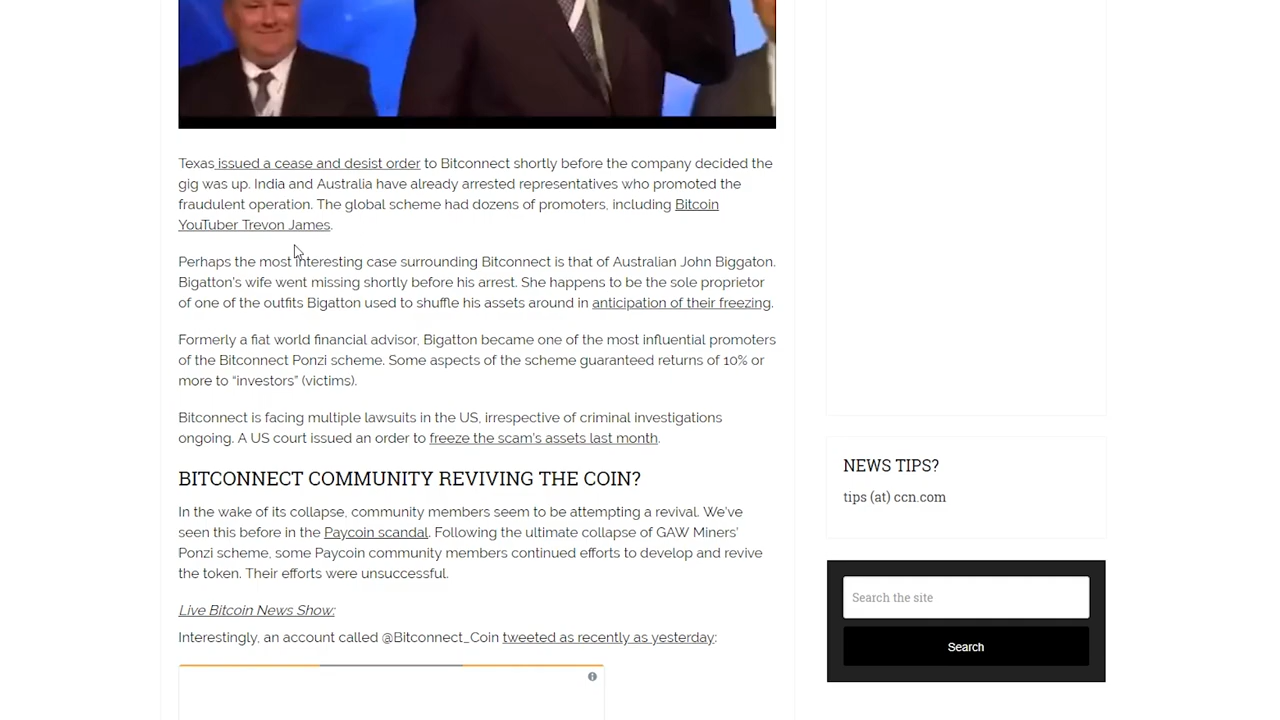 Texas issued a cease and desist order to Bitconnect shortly before the company decided the
gig was up. India and Australia have already arrested representatives who promoted the
fraudulent operation. The global scheme had dozens of promoters, including Bitcoin
YouTuber Trevon James.
Perhaps the most interesting case surrounding Bitconnect is that of Australian John Biggaton.
Bigatton's wife went missing shortly before his arrest. She happens to be the sole proprietor
of one of the outfits Bigatton used to shuffle his assets around in anticipation of their freezing.
Formerly a fiat world financial advisor, Bigatton became one of the most influential promoters
of the Bitconnect Ponzi scheme. Some aspects of the scheme guaranteed returns of 10% or
more to “investors” (victims).
Bitconnect is facing multiple lawsuits in the US, irrespective of criminal investigations
ongoing. A US court issued an order to freeze the scam's assets last month.
BITCONNECT COMMUNITY REVIVING THE COIN?
In the wake of its collapse, community members seem to be attempting a revival. We've
seen this before in the Paycoin scandal. Following the ultimate collapse of GAW Miners'
Ponzi scheme, some Paycoin community members continued efforts to develop and revive
the token. Their efforts were unsuccessful.
Live Bitcoin News Show:
Interestingly, an account called @Bitconnect_Coin tweeted as recently as yesterday:
NEWS TIPS?
tips (at) ccn.com
Search the site
Search